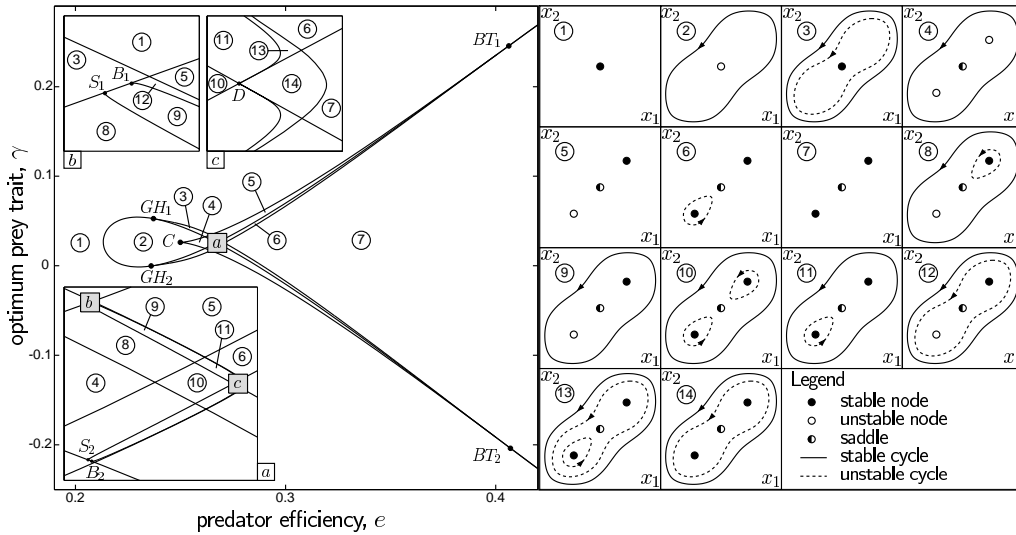 optimum prey trait, γ
0.2
0.1
0
-0.1
-0.2
0.2
0.3
0.4
predator efficiency, e
1
3
S1
B1
5
12
9
8
b
11
6
13
10
14
D
7
c
BT1
GH1
3
4
5
1
2
C
a
6
7
GH2
b
9
5
8
11
6
4
10
c
S2
B2
a
BT2
x2
1
x1
2
3
x2
4
x1
x2
5
x1
x2
6
x1
x2
7
x1
x2
8
x
x2
9
x1
x2
10
x1
x2
11
x1
x2
12
x1
x2
13
x1
x2
14
x1
Legend
stable node
unstable node
saddle
stable cycle
unstable cycle